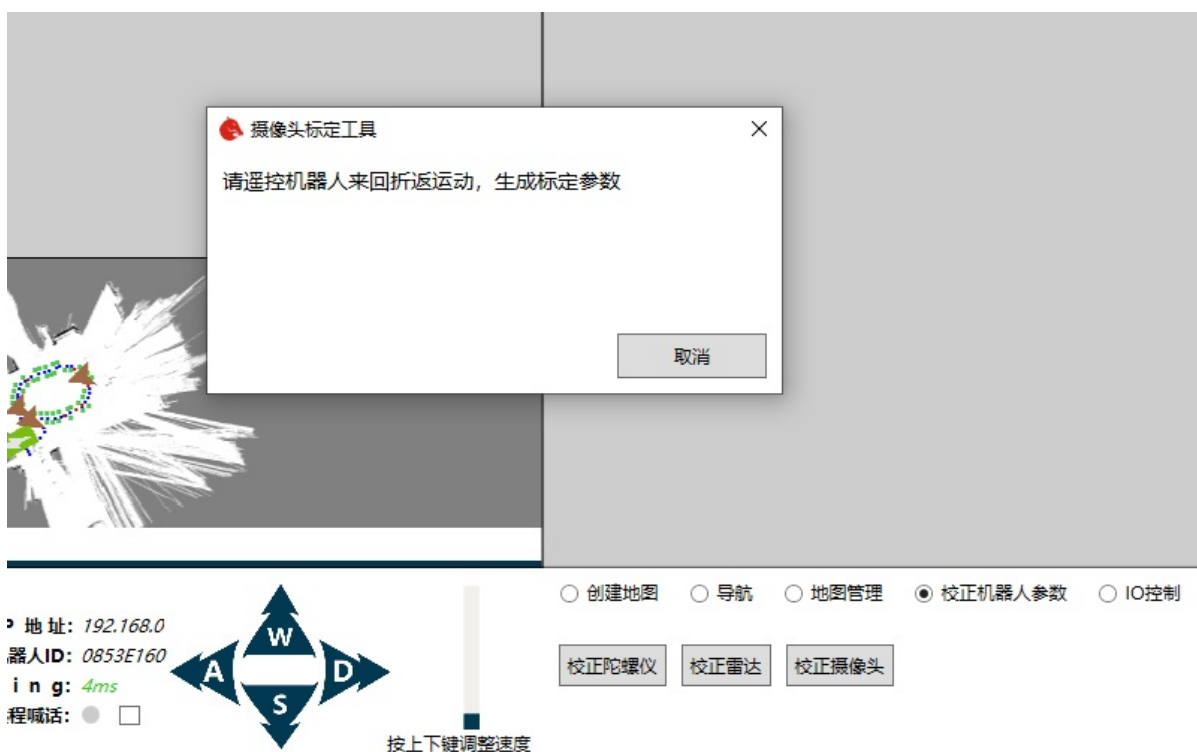 摄像头标定工具
请遥控机器人来回折返运动，生成标定参数
取消
创建地图 导航 地图管理 校正机器人参数 IO控制
地 址： 192.168.0
器人ID： 0853E160
i n g： 4ms
程喊话：
W
A
D
S
按上下键调整速度
校正陀螺仪 校正雷达 校正摄像头